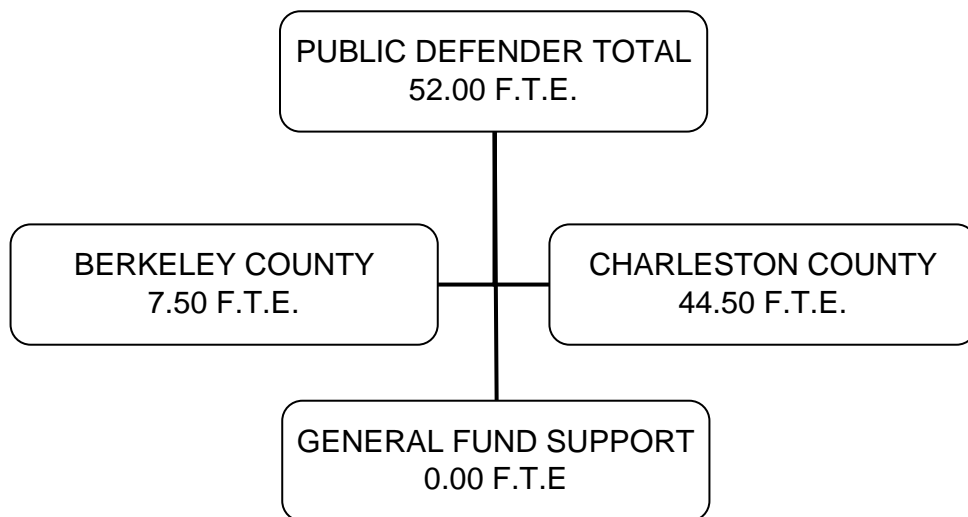 PUBLIC DEFENDER TOTAL
52.00 F.T.E.
BERKELEY COUNTY
7.50 F.T.E.
CHARLESTON COUNTY
44.50 F.T.E.
GENERAL FUND SUPPORT
0.00 F.T.E